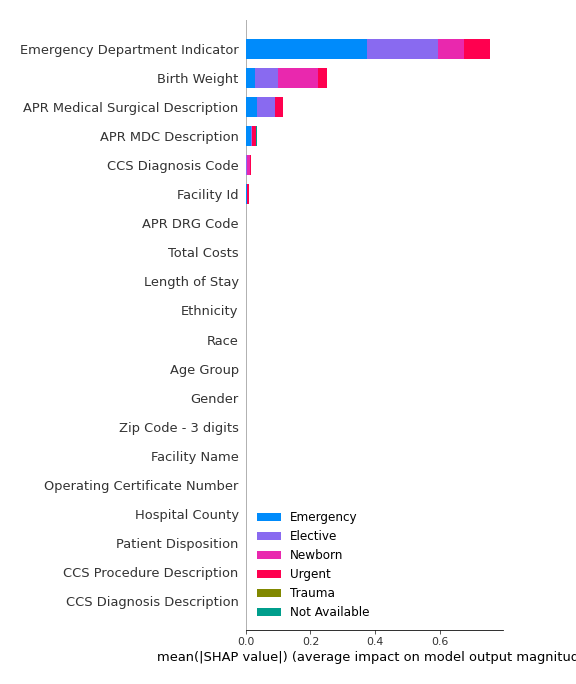 Emergency Department Indicator
Birth Weight
APR Medical Surgical Description
APR MDC Description
CCS Diagnosis Code
Facility Id
APR DRG Code
Total Costs
Length of Stay
Ethnicity
Race
Age Group
Gender
Zip Code - 3 digits
Facility Name
Operating Certificate Number
Hospital County
Patient Disposition
CCS Procedure Description
CCS Diagnosis Description
Emergency
Elective
Newborn
Urgent
Trauma
Not Available
0.0 0.2 0.4 0.6
mean(|SHAP value|) (average impact on model output magnitud